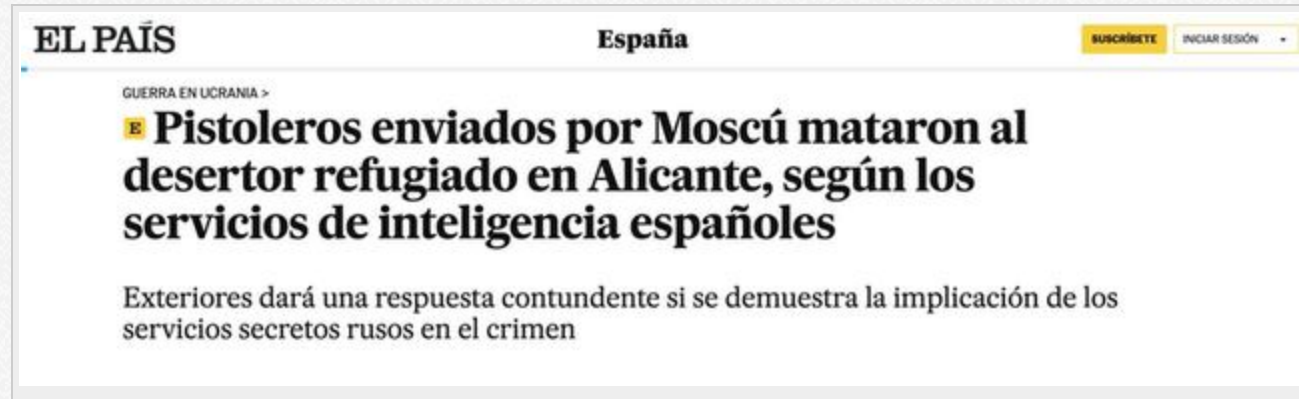 EL PAÍS
España
SUSCRÍBETE
INICIAR SESIÓN
GUERRA EN UCRANIA >
E Pistoleros enviados por Moscú mataron al
desertor refugiado en Alicante, según los
servicios de inteligencia españoles
Exteriores dará una respuesta contundente si se demuestra la implicación de los
servicios secretos rusos en el crimen